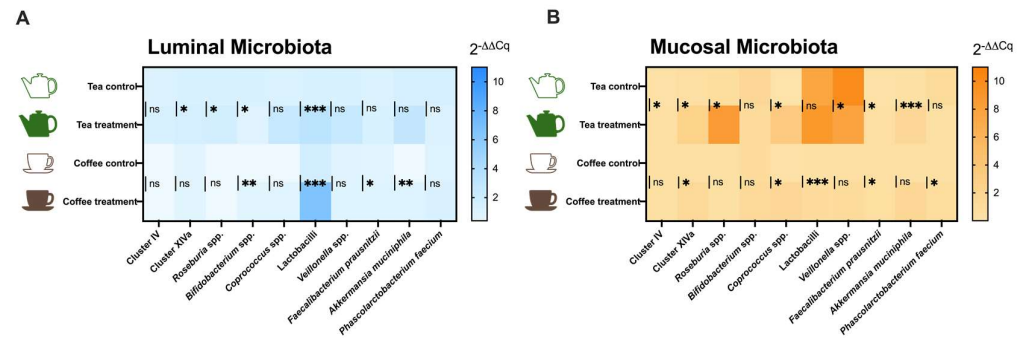 A
Luminal Microbiota
2-ΔΔCq
Tea control
ns * * * ns *** ns ns ns ns
Tea treatment
Coffee control
ns ns ns ** ns *** ns * ** ns
Coffee treatment
10
8
6
4
2
Cluster IV
Cluster XIVa
Roseburia spp.
Bifidobacterium spp.
Coprococcus spp.
Lactobacilli
Veillonella spp.
Faecalibacterium prausnitzii
Akkermansia muciniphila
Phascolarctobacterium faecium
B
Mucosal Microbiota
2-ΔΔCq
Tea control
* * * ns * ns * * *** ns
Tea treatment
Coffee control
ns * ns ns * *** ns * ns *
Coffee treatment
10
8
6
4
2
Cluster IV
Cluster XIVa
Roseburia spp.
Bifidobacterium spp.
Coprococcus spp.
Lactobacilli
Veillonella spp.
Faecalibacterium prausnitzii
Akkermansia muciniphila
Phascolarctobacterium faecium